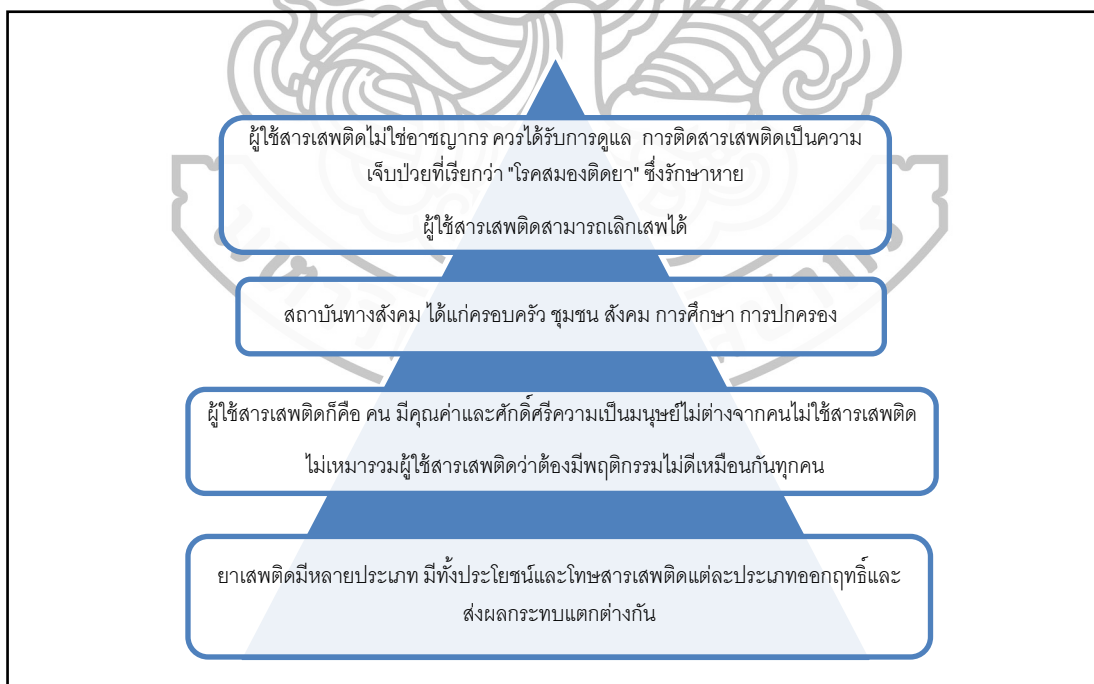 ผู้ใช้สารเสพติดไม่ใช่อาชญากร ควรได้รับการดูแล การติดสารเสพติดเป็นความ
เจ็บป่วยที่เรียกว่า "โรคสมองติดยา" ซึ่งรักษาหาย
ผู้ใช้สารเสพติดสามารถเลิกเสพได้
สถาบันทางสังคม ได้แก่ครอบครัว ชุมชน สังคม การศึกษา การปกครอง
ผู้ใช้สารเสพติดก็คือ คน มีคุณค่าและศักดิ์ศรีความเป็นมนุษย์ไม่ต่างจากคนไม่ใช้สารเสพติด
ไม่เหมารวมผู้ใช้สารเสพติดว่าต้องมีพฤติกรรมไม่ดีเหมือนกันทุกคน
ยาเสพติดมีหลายประเภท มีทั้งประโยชน์และโทษสารเสพติดแต่ละประเภทออกฤทธิ์และ
ส่งผลกระทบแตกต่างกัน